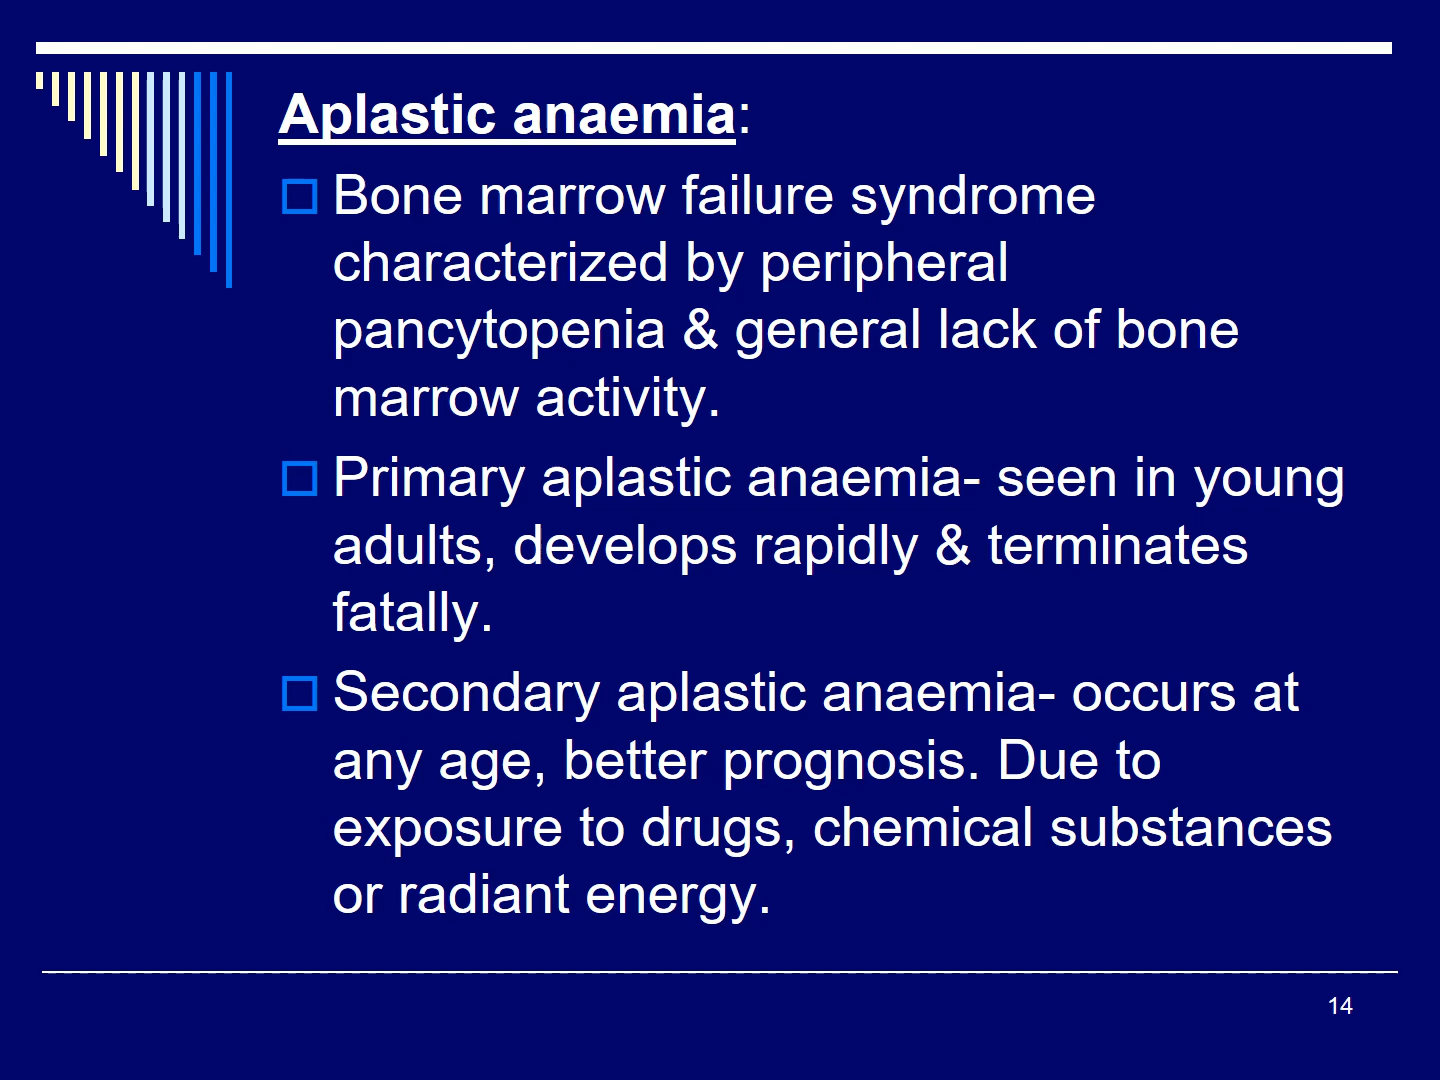 Aplastic anaemia:
Bone marrow failure syndrome
characterized by peripheral
pancytopenia & general lack of bone
marrow activity.
Primary aplastic anaemia- seen in young
adults, develops rapidly & terminates
fatally.
Secondary aplastic anaemia- occurs at
any age, better prognosis. Due to
exposure to drugs, chemical substances
or radiant energy.
14